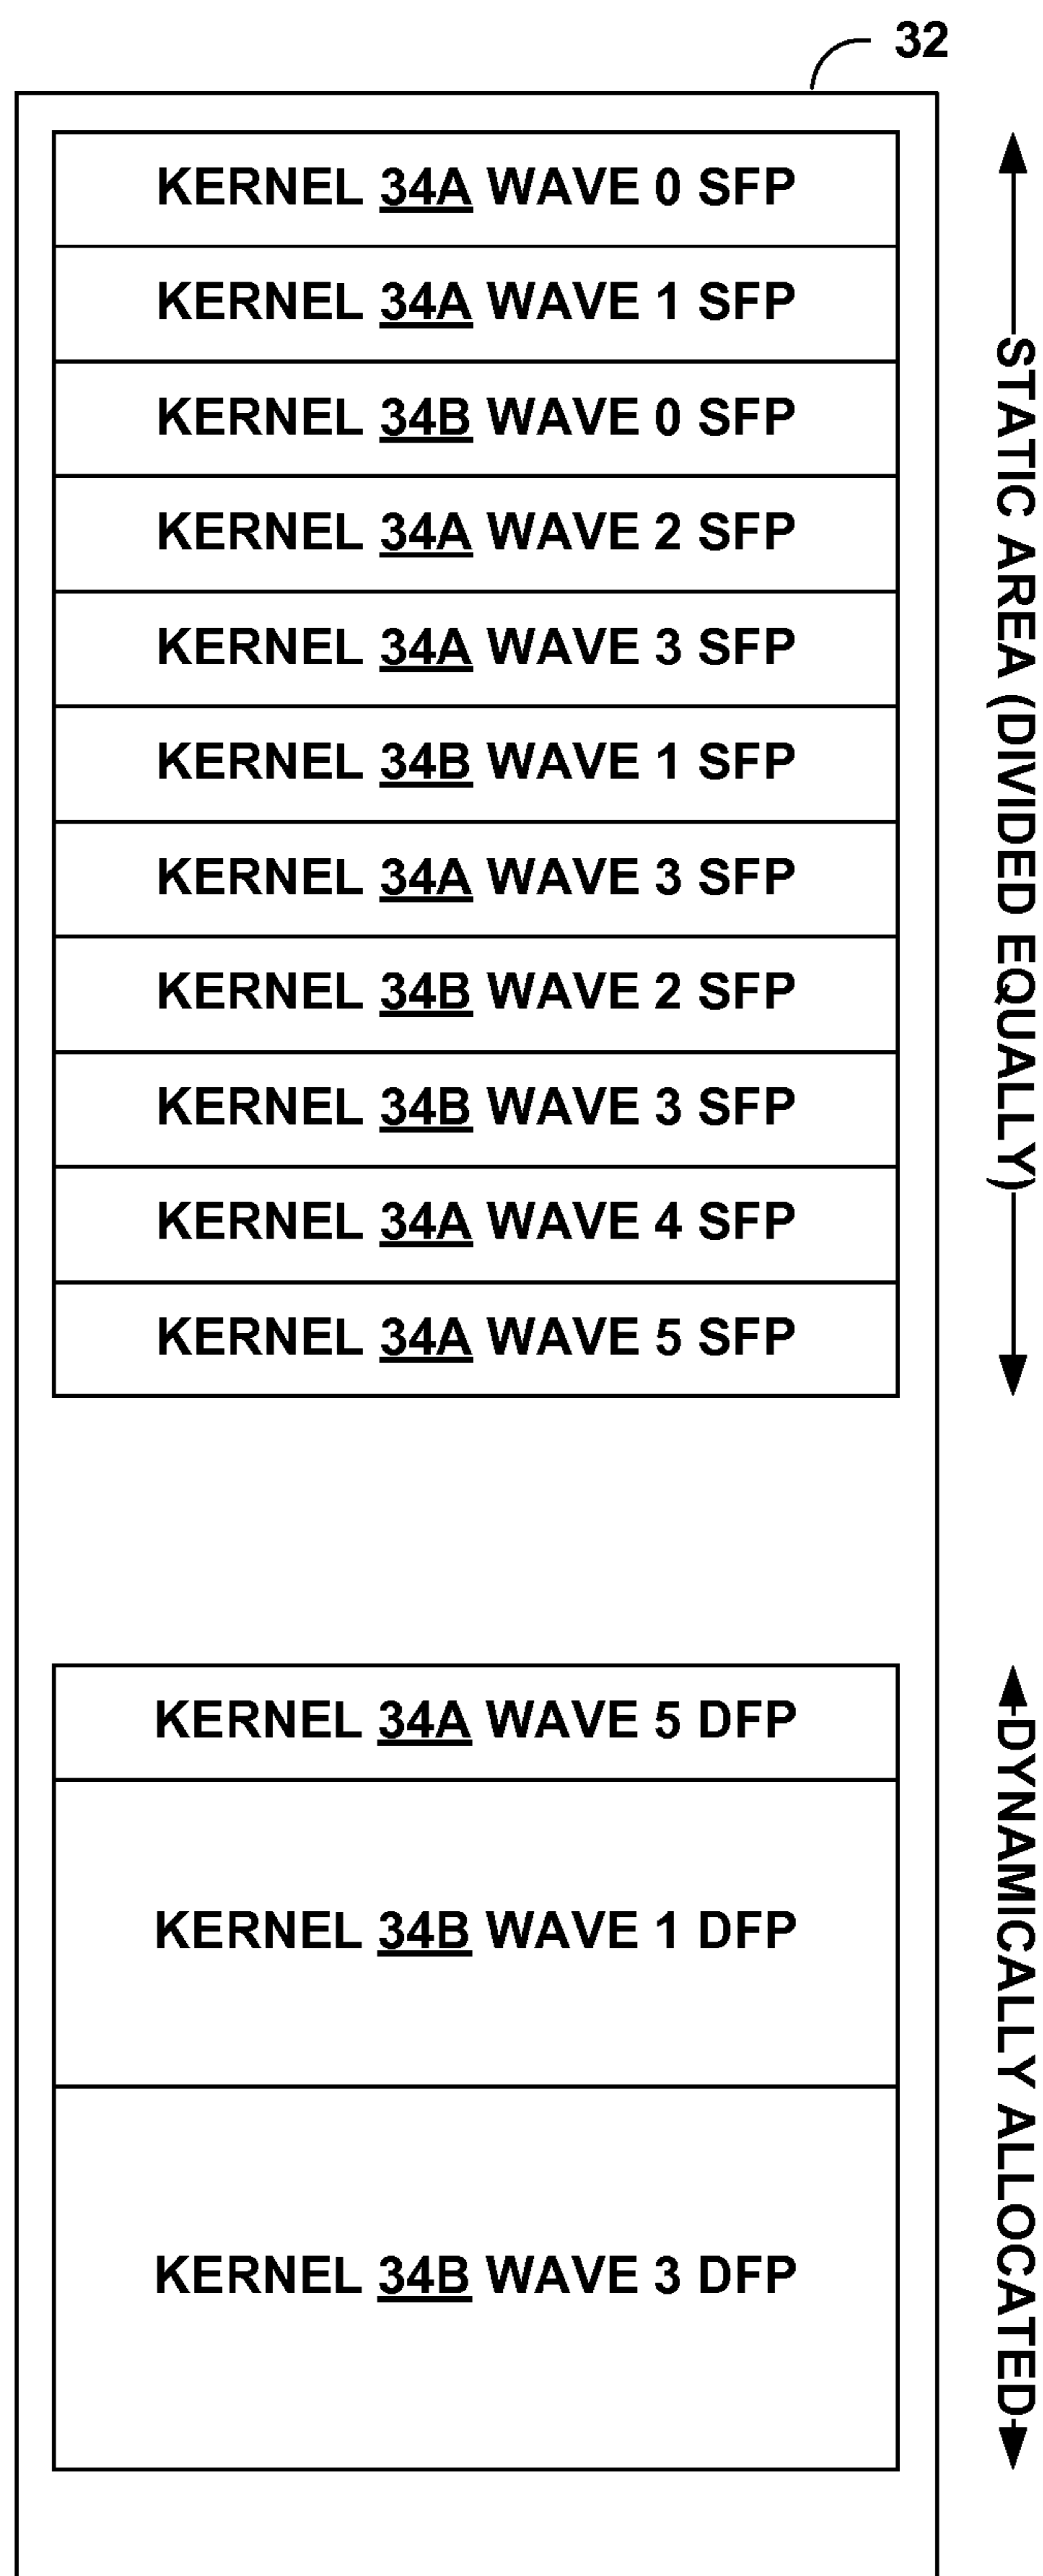 32
KERNEL 34A WAVE 0 SFP
KERNEL 34A WAVE 1 SFP
KERNEL 34B WAVE 0 SFP
KERNEL 34A WAVE 2 SFP
KERNEL 34A WAVE 3 SFP
KERNEL 34B WAVE 1 SFP
KERNEL 34A WAVE 3 SFP
KERNEL 34B WAVE 2 SFP
KERNEL 34B WAVE 3 SFP
KERNEL 34A WAVE 4 SFP
KERNEL 34A WAVE 5 SFP
STATIC AREA (DIVIDED EQUALLY)
KERNEL 34A WAVE 5 DFP
KERNEL 34B WAVE 1 DFP
KERNEL 34B WAVE 3 DFP
DYNAMICALLY ALLOCATED